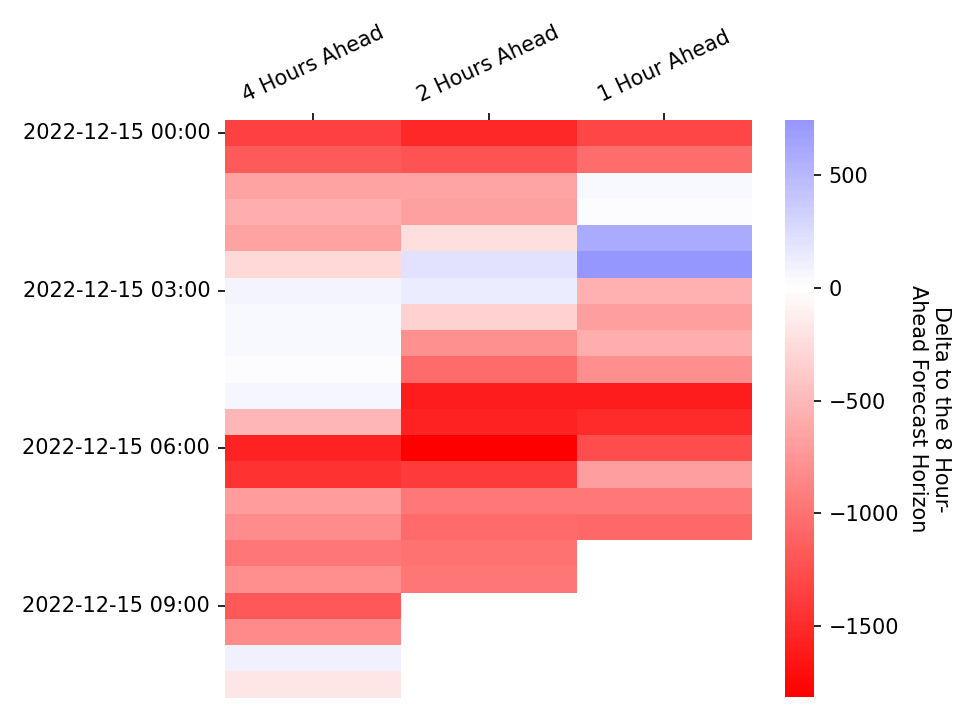 4 Hours Ahead
2 Hours Ahead
1 Hour Ahead
2022-12-15 00:00
2022-12-15 03:00
2022-12-15 06:00
2022-12-15 09:00
500
0
−500
−1000
−1500
Delta to the 8 Hour-
Ahead Forecast Horizon